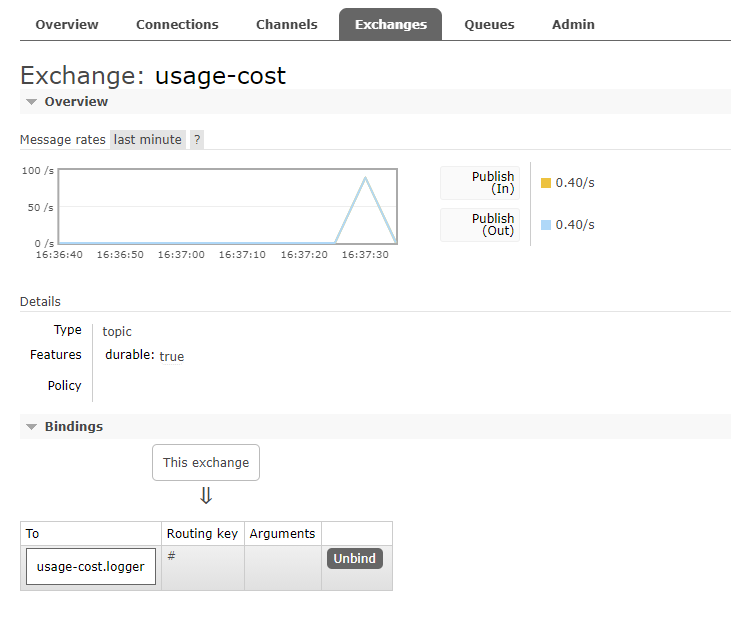 Overview Connections Channels Exchanges Queues Admin
Exchange: usage-cost
Overview
Message rates last minute ?
100 /s
50 /s
0 /s
16:36:40 16:36:50 16:37:00 16:37:10 16:37:20 16:37:30
Publish
(In)
0.40/s
Publish
(Out)
0.40/s
Details
Type topic
Features durable: true
Policy
Bindings
This exchange
⇓
To Routing key Arguments
usage-cost.logger # Unbind